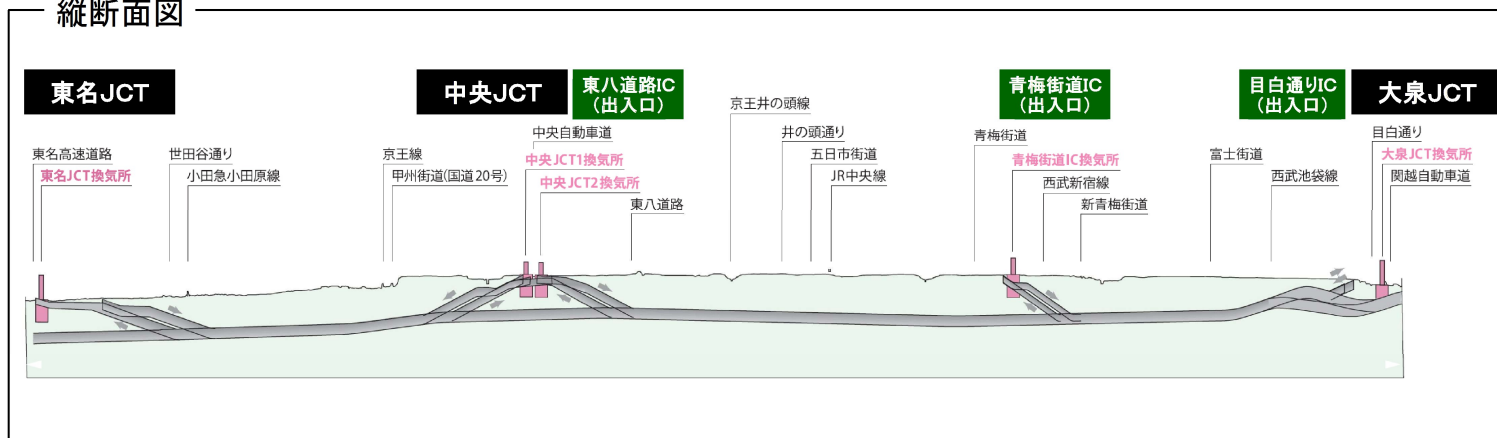 縦断面図
東名JCT
中央JCT
東八道路IC
(出入口)
青梅街道IC
(出入口)
目白通りIC
(出入口)
大泉JCT
東名高速道路
東名JCT換気所
世田谷通り
小田急小田原線
京王線
甲州街道(国道20号)
中央自動車道
中央JCT1換気所
中央JCT2換気所
東八道路
京王井の頭線
井の頭通り
五日市街道
JR中央線
青梅街道
青梅街道IC換気所
西武新宿線
新青梅街道
富士街道
西武池袋線
目白通り
大泉JCT換気所
関越自動車道